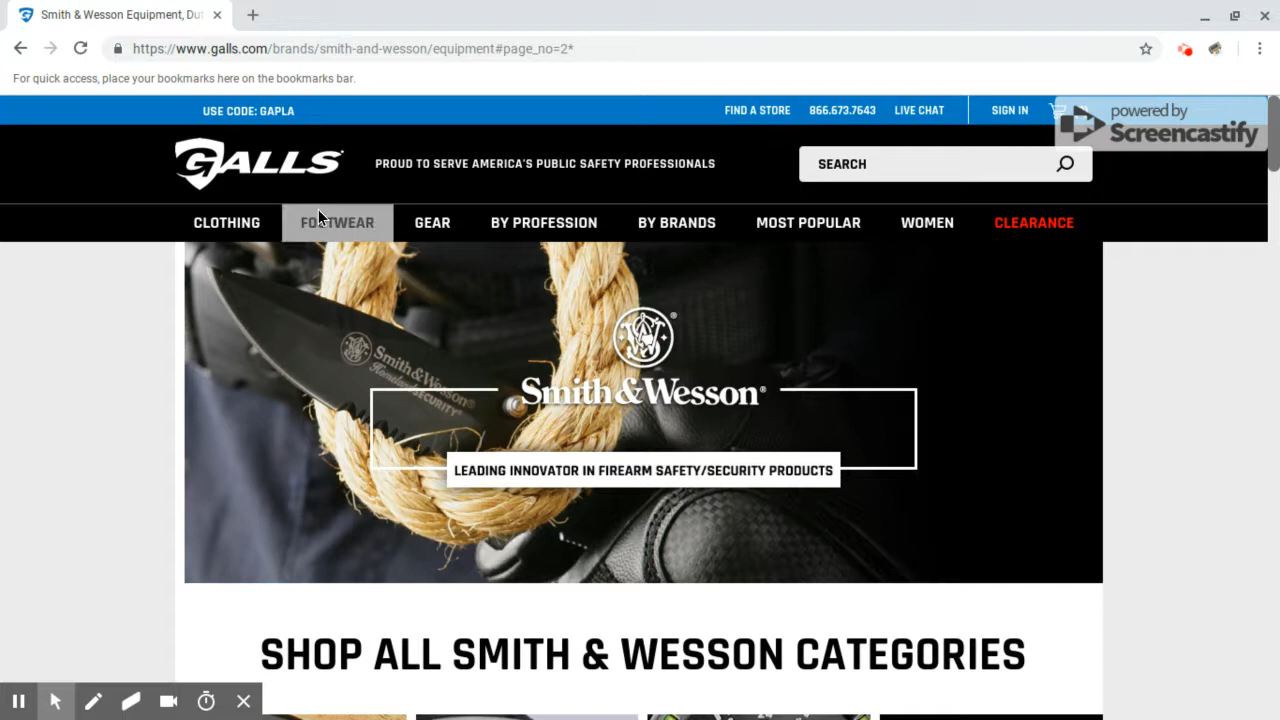 Smith & Wesson Equipment, Du
https://www.galls.com/brands/smith-and-wesson/equipment#page_no=2*
For quick access, place your bookmarks here on the bookmarks bar.
USE CODE: GAPLA
FIND A STORE 866.673.7643 LIVE CHAT SIGN IN
powered by
Screencastify
GALLS
PROUD TO SERVE AMERICA'S PUBLIC SAFETY PROFESSIONALS
SEARCH
CLOTHING FOOTWEAR GEAR BY PROFESSION BY BRANDS MOST POPULAR WOMEN CLEARANCE
Smith&Wesson
Homeland
SECURITY
Smith&Wesson®
LEADING INNOVATOR IN FIREARM SAFETY/SECURITY PRODUCTS
SHOP ALL SMITH & WESSON CATEGORIES